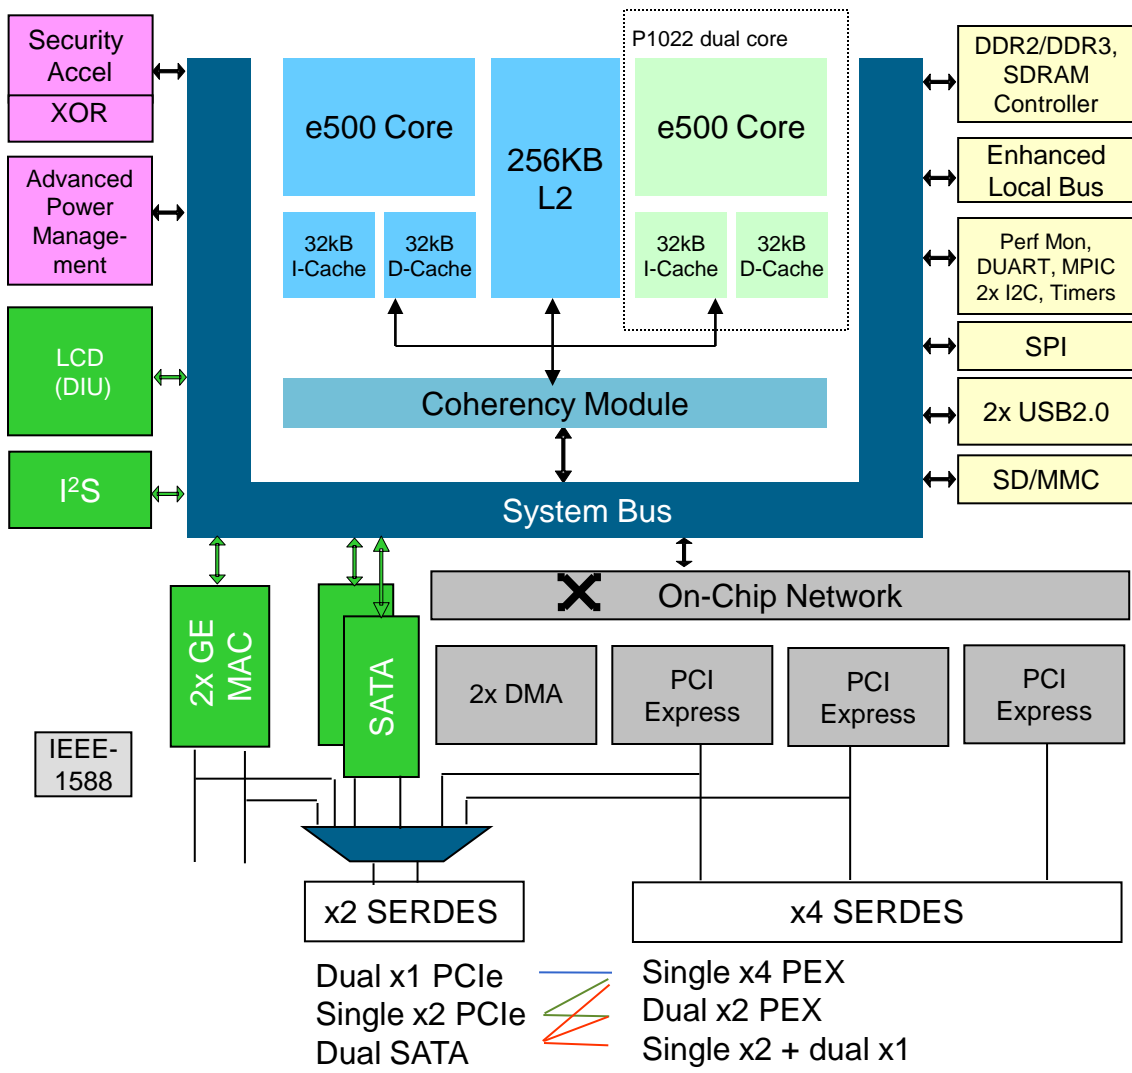 Security
Accel
XOR
Advanced
Power
Manage-
ment
LCD
(DIU)
I²S
P1022 dual core
e500 Core
256KB
L2
e500 Core
32kB
I-Cache
32kB
D-Cache
32kB
I-Cache
32kB
D-Cache
Coherency Module
System Bus
DDR2/DDR3,
SDRAM
Controller
Enhanced
Local Bus
Perf Mon,
DUART, MPIC
2x I2C, Timers
SPI
2x USB2.0
SD/MMC
On-Chip Network
2x GE
MAC
SATA
2x DMA
PCI
Express
PCI
Express
PCI
Express
IEEE-
1588
x2 SERDES
x4 SERDES
Dual x1 PCIe
Single x2 PCIe
Dual SATA
Single x4 PEX
Dual x2 PEX
Single x2 + dual x1